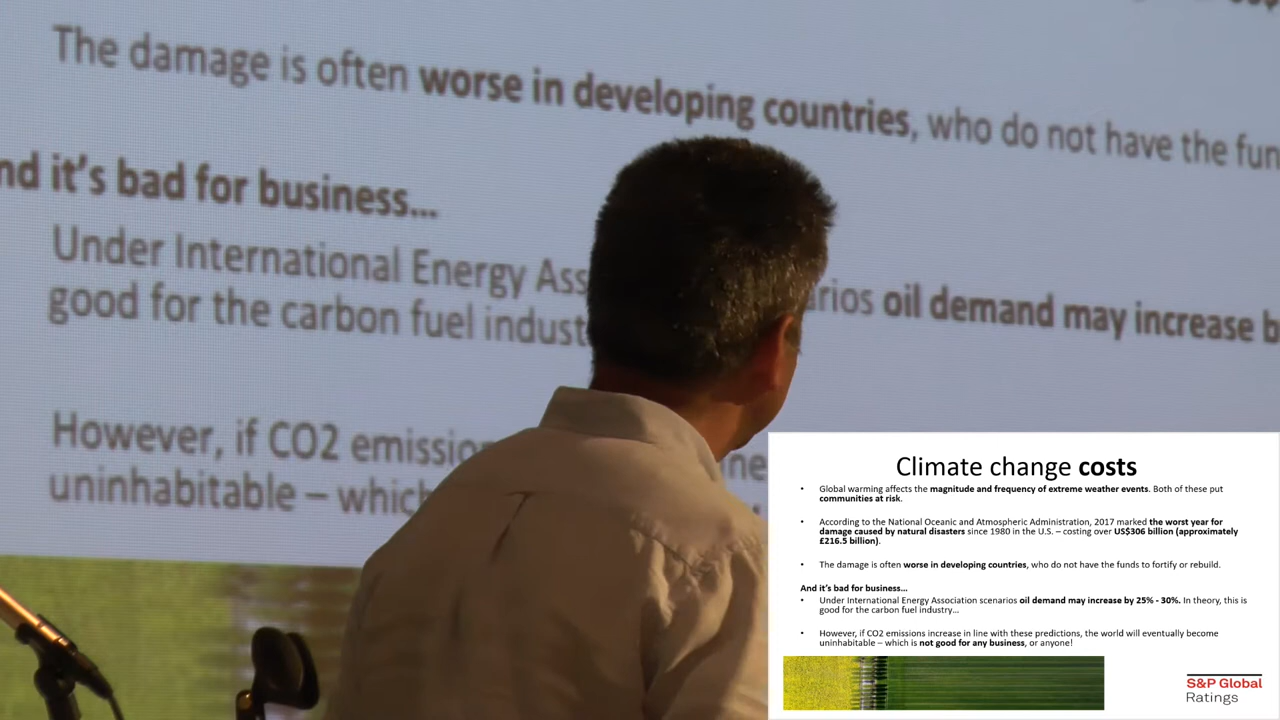 The damage is often worse in developing countries, who do not have the fun
nd it's bad for business...
Under International Energy Ass arios oil demand may increase b
good for the carbon fuel indust
However, if CO2 emission ne
uninhabitable – which
Climate change costs
• Global warming affects the magnitude and frequency of extreme weather events. Both of these put
communities at risk.
• According to the National Oceanic and Atmospheric Administration, 2017 marked the worst year for
damage caused by natural disasters since 1980 in the U.S. – costing over US$306 billion (approximately
£216.5 billion).
• The damage is often worse in developing countries, who do not have the funds to fortify or rebuild.
And it's bad for business...
• Under International Energy Association scenarios oil demand may increase by 25% - 30%. In theory, this is
good for the carbon fuel industry...
• However, if CO2 emissions increase in line with these predictions, the world will eventually become
uninhabitable – which is not good for any business, or anyone!
S&P Global
Ratings